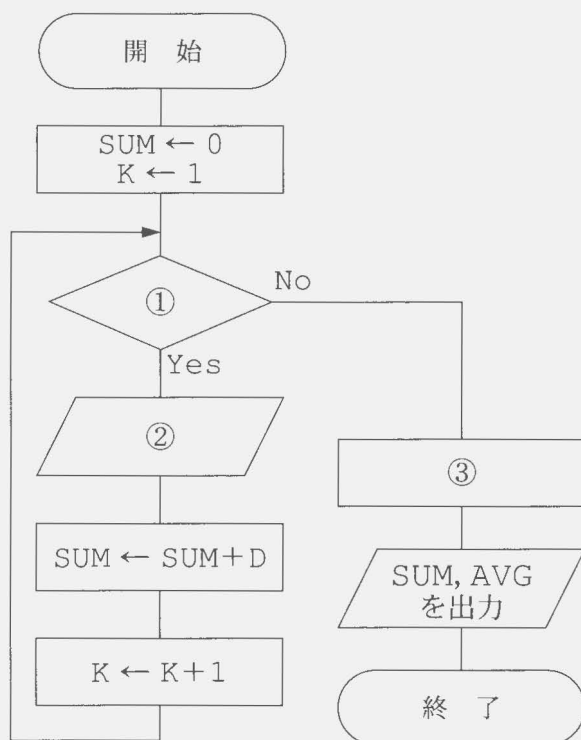 開 始
SUM ← 0
K ← 1
①
No
Yes
②
SUM ← SUM+D
K ← K+1
③
SUM, AVG
を出力
終 了